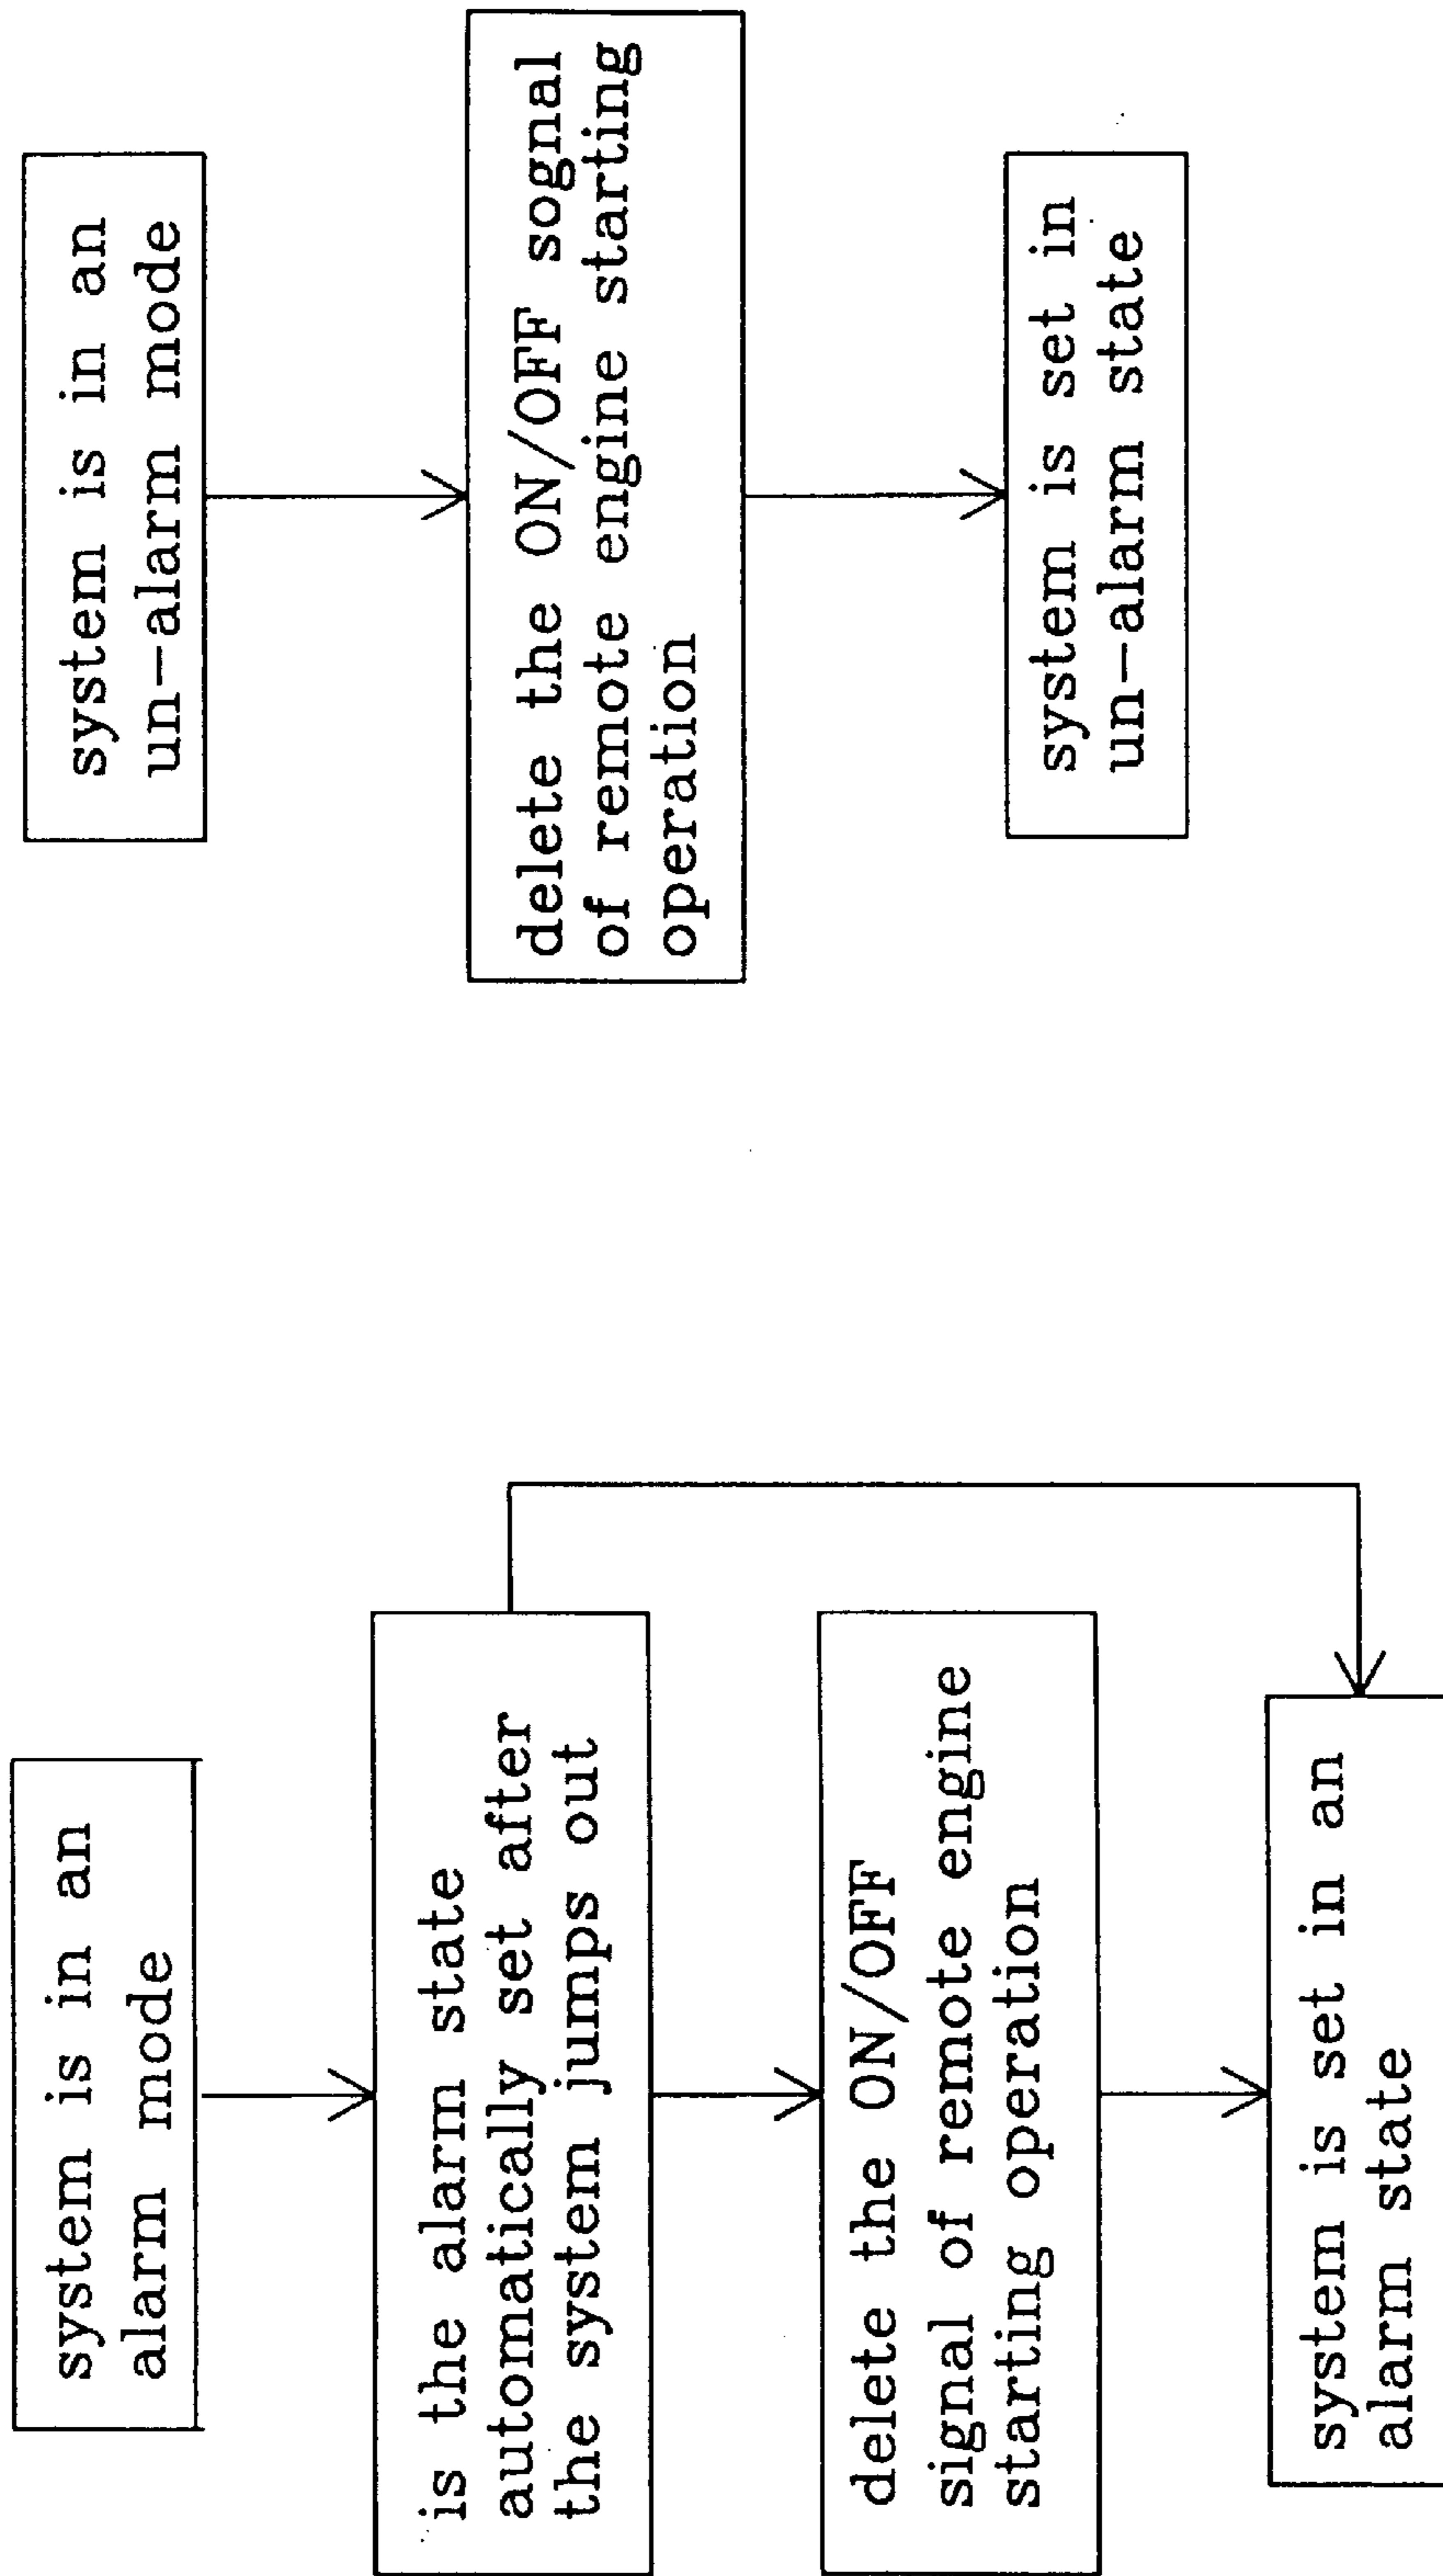 system is in an
alarm mode
is the alarm state
automatically set after
the system jumps out
delete the ON/OFF
signal of remote engine
starting operation
system is set in an
alarm state
system is in an
un-alarm mode
delete the ON/OFF sognal
of remote engine starting
operation
system is set in
un-alarm state